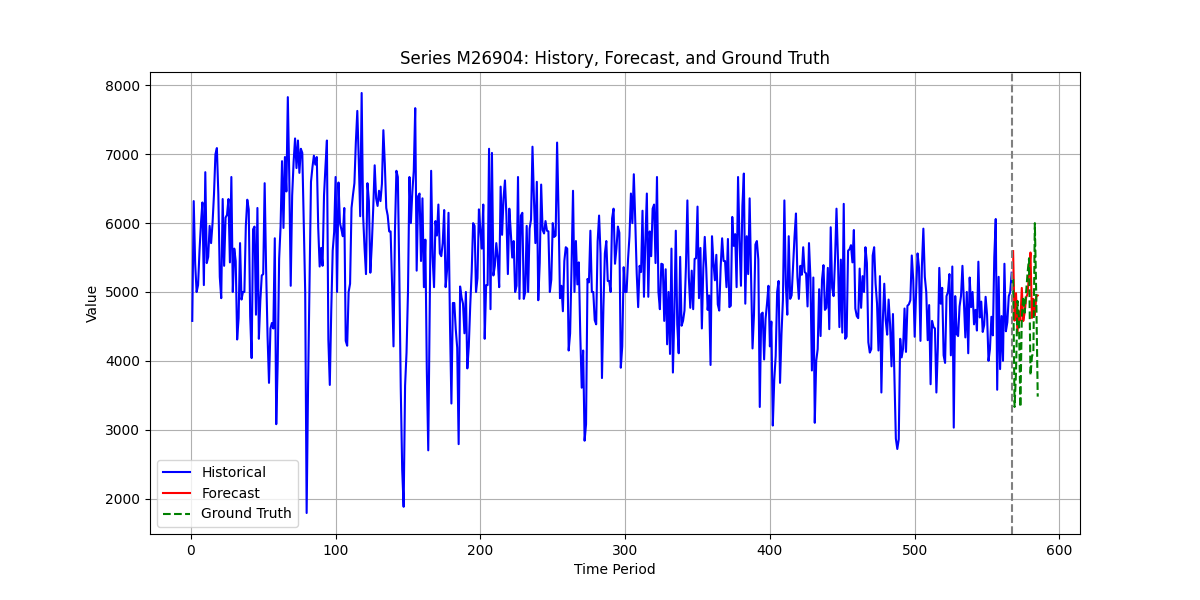 Series M26904: History, Forecast, and Ground Truth
8000
7000
6000
5000
4000
3000
2000
Value
Historical
Forecast
Ground Truth
0 100 200 300 400 500 600
Time Period